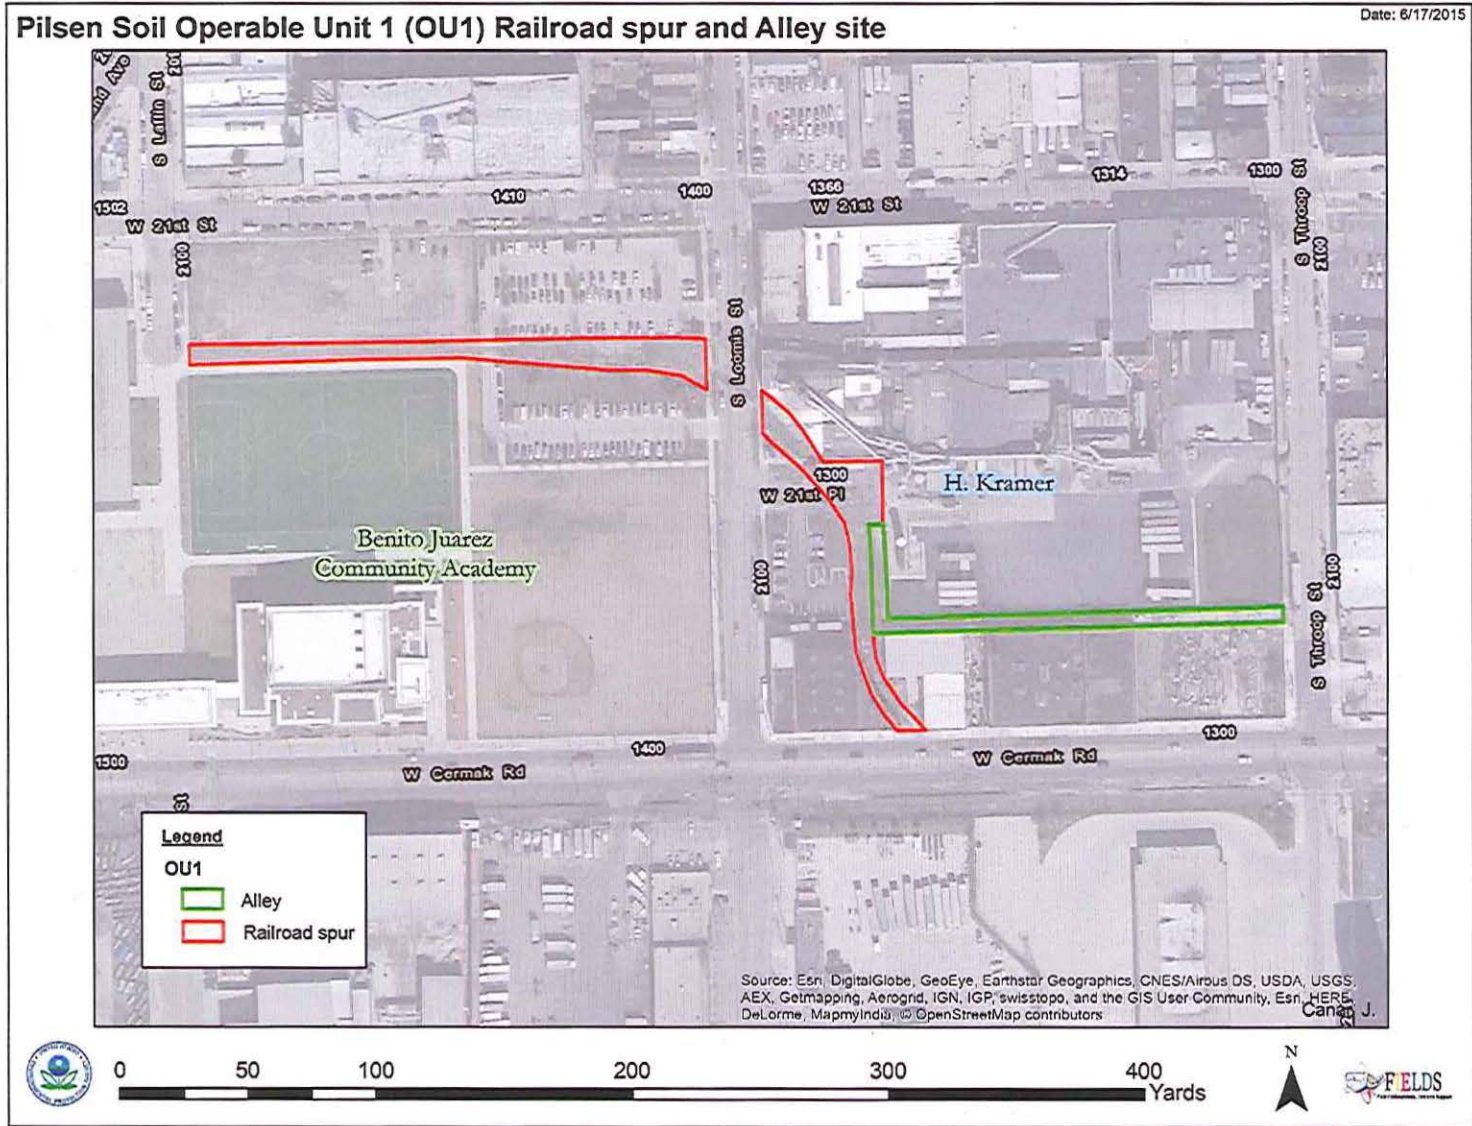 Date: 6/17/2015
Pilsen Soil Operable Unit 1 (OU1) Railroad spur and Alley site
S Laflin St
1502
1410
1400
1366
1314
1300
W 21st St
W 21st St
S Throop St
2100
2100
S Loomis St
1300
W 21st Pl
H. Kramer
Benito Juarez
Community Academy
2100
2100
S Throop St
1500
1400
1300
W Cermak Rd
W Cermak Rd
St
Legend
OU1
Alley
Railroad spur
Source: Esri, DigitalGlobe, GeoEye, Earthstar Geographics, CNES/Airbus DS, USDA, USGS,
AEX, Getmapping, Aerogrid, IGN, IGP, swisstopo, and the GIS User Community, Esri, HERE,
DeLorme, MapmyIndia, © OpenStreetMap contributors
0 50 100 200 300 400
Yards
N
FIELDS